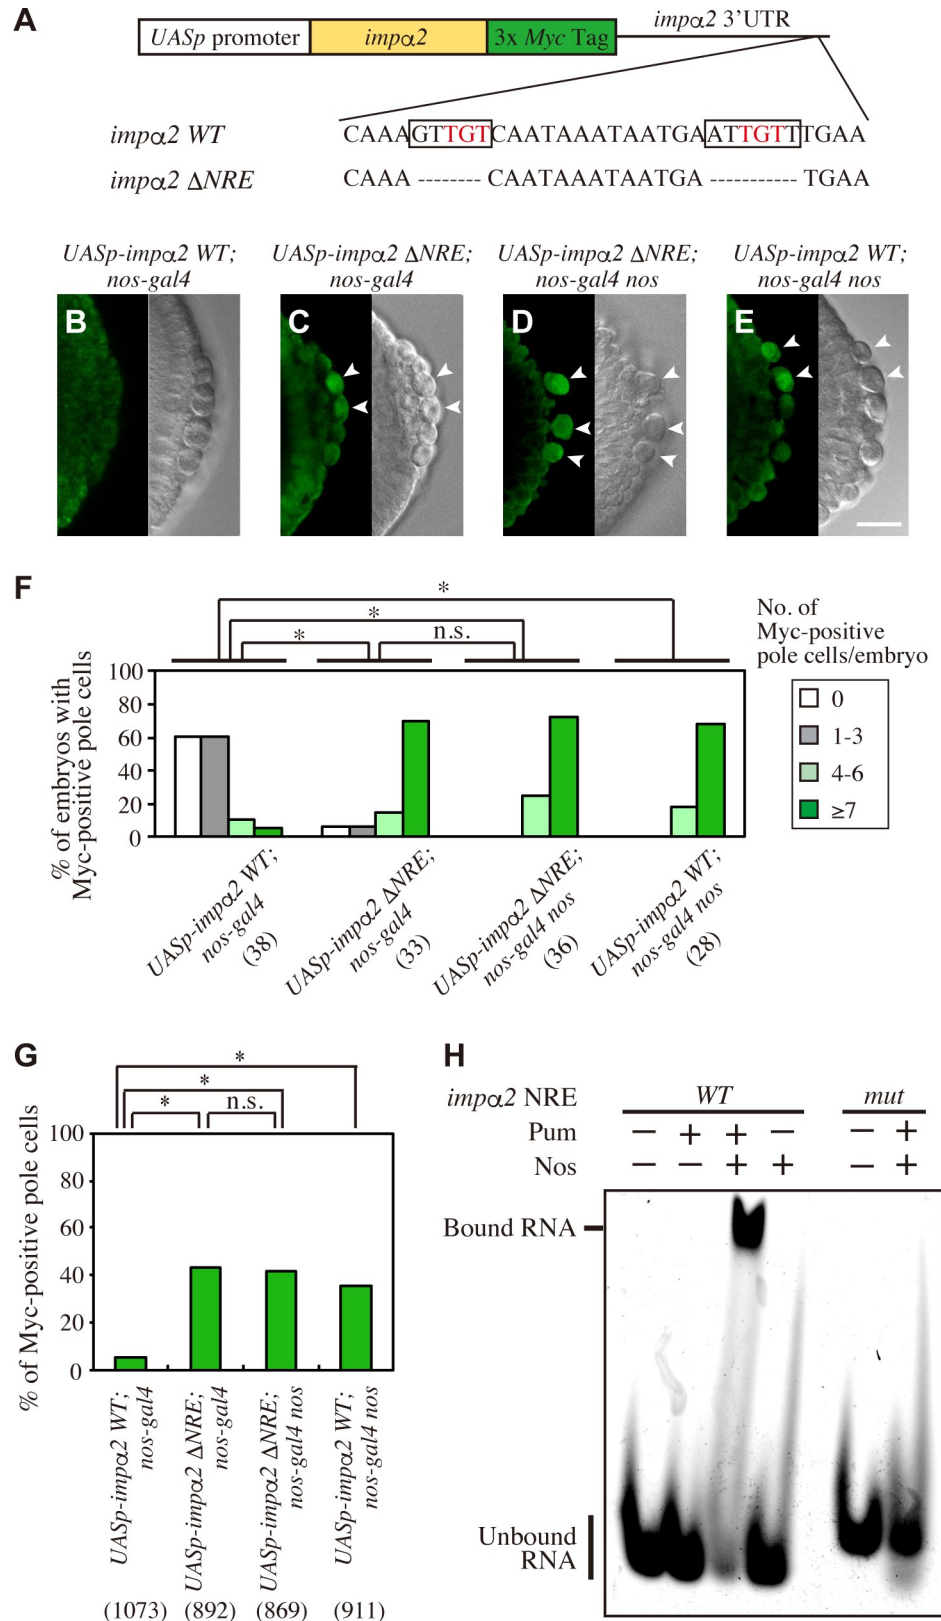 A
UASp promoter impα2 3x Myc Tag impα2 3'UTR
impα2 WT CAAAGTTGTCAATAAATAATGAATTGTTTGAA
impα2 ΔNRE CAAA -------- CAATAAATAATGA ----------- TGAA
UASp-impα2 WT;
nos-gal4
UASp-impα2 ΔNRE;
nos-gal4
UASp-impα2 ΔNRE;
nos-gal4 nos
UASp-impα2 WT;
nos-gal4 nos
B
C
D
E
F
*
*
* n.s.
No. of
Myc-positive
pole cells/embryo
0
1-3
4-6
≥7
% of embryos with
Myc-positive pole cells
100
80
60
40
20
0
UASp-impα2 WT;
nos-gal4
(38)
UASp-impα2 ΔNRE;
nos-gal4
(33)
UASp-impα2 ΔNRE;
nos-gal4 nos
(36)
UASp-impα2 WT;
nos-gal4 nos
(28)
G
*
*
* n.s.
% of Myc-positive pole cells
100
80
60
40
20
0
UASp-impα2 WT;
nos-gal4
(1073)
UASp-impα2 ΔNRE;
nos-gal4
(892)
UASp-impα2 ΔNRE;
nos-gal4 nos
(869)
UASp-impα2 WT;
nos-gal4 nos
(911)
H
impα2 NRE WT mut
Pum − + + − − +
Nos − − + + − +
Bound RNA
Unbound
RNA